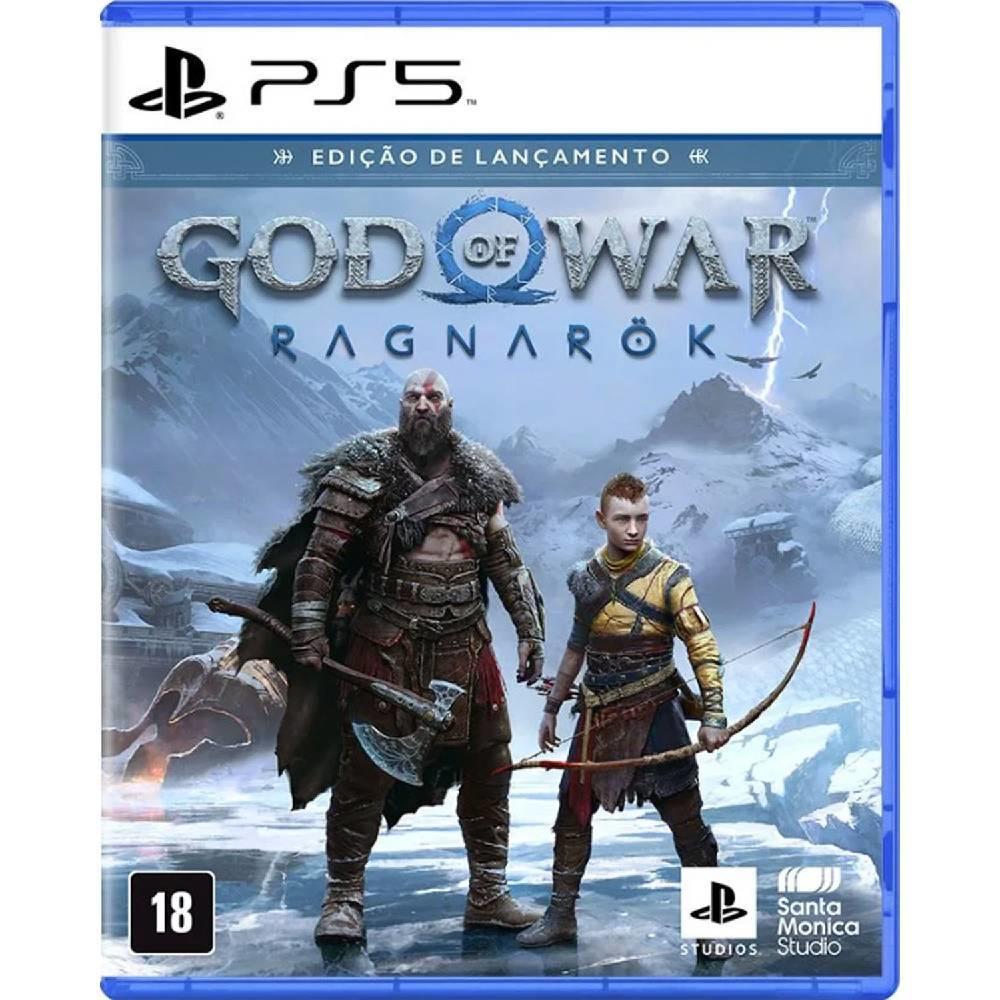 PS5
EDIÇÃO DE LANÇAMENTO
GOD OF WAR
RAGNARÖK
18
STUDIOS
Santa
Monica
Studio